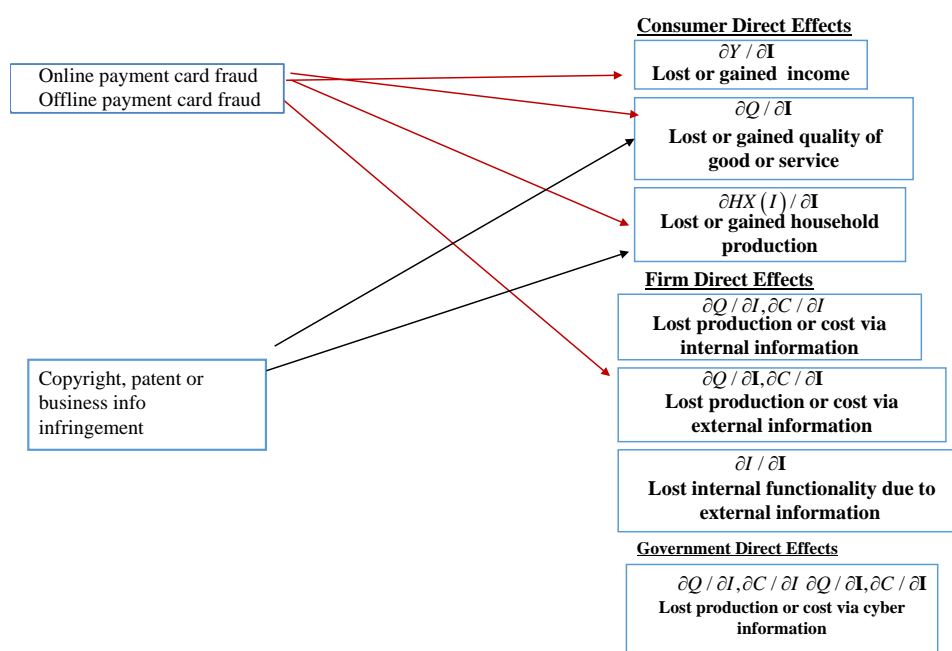 Consumer Direct Effects
∂Y / ∂𝐈
Lost or gained income
Online payment card fraud
Offline payment card fraud
∂Q / ∂𝐈
Lost or gained quality of
good or service
∂HX (I) / ∂𝐈
Lost or gained household
production
Firm Direct Effects
∂Q / ∂I, ∂C / ∂I
Lost production or cost via
internal information
Copyright, patent or
business info
infringement
∂Q / ∂𝐈, ∂C / ∂𝐈
Lost production or cost via
external information
∂I / ∂𝐈
Lost internal functionality due to
external information
Government Direct Effects
∂Q / ∂I, ∂C / ∂I ∂Q / ∂𝐈, ∂C / ∂𝐈
Lost production or cost via cyber
information